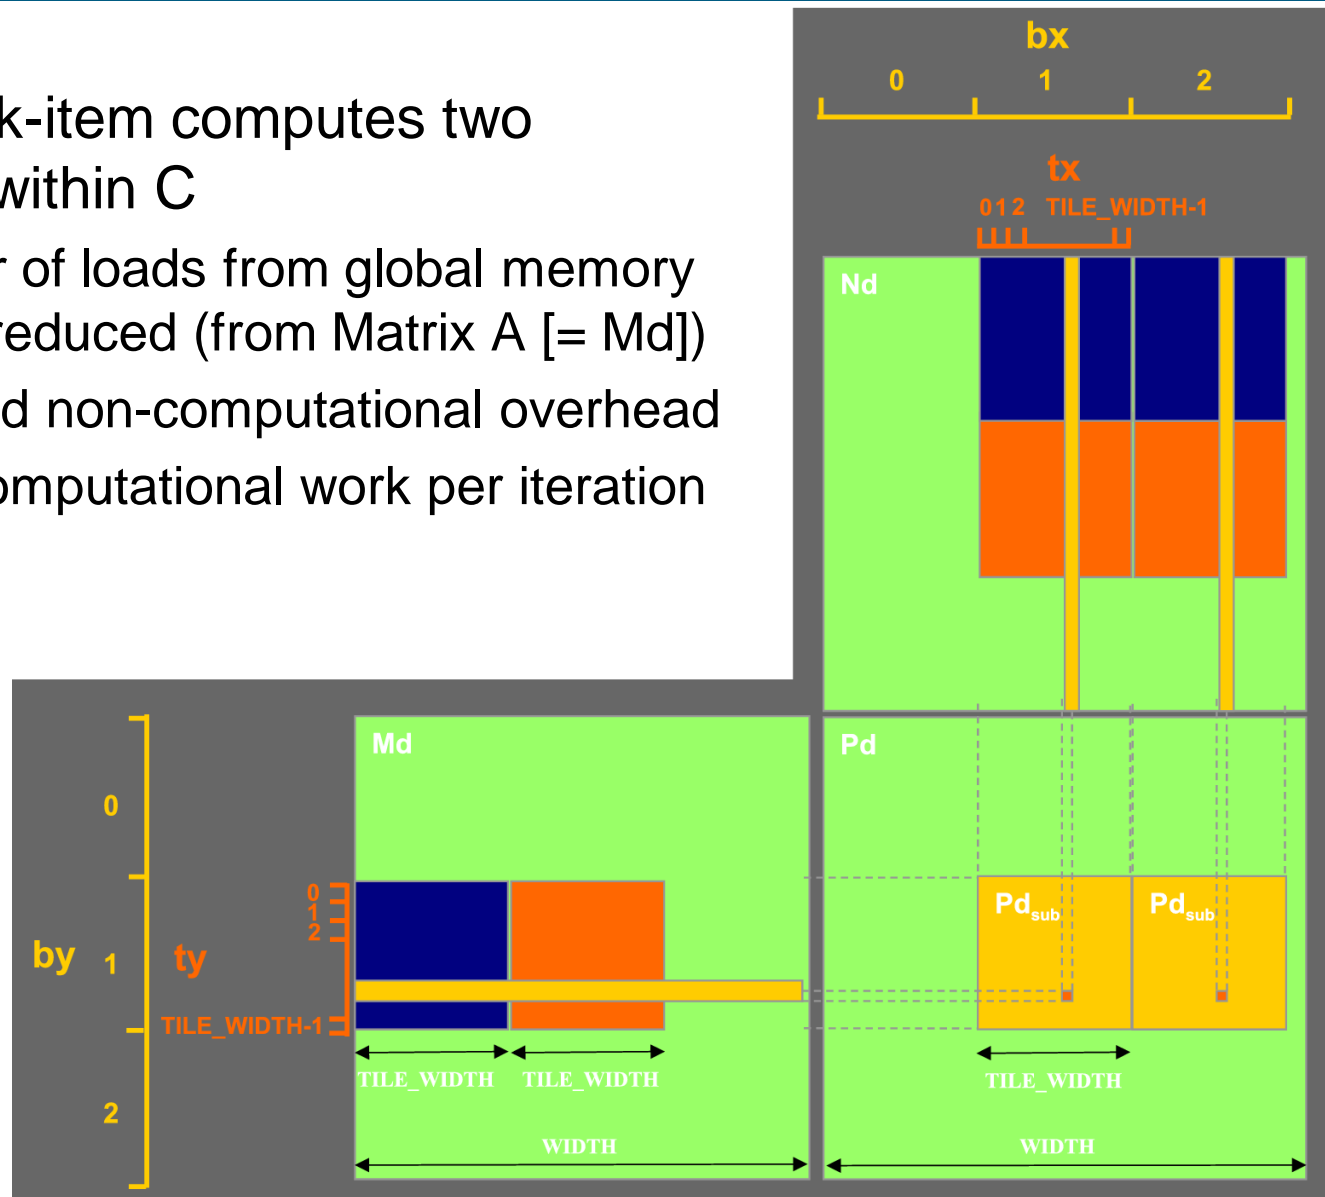 k-item computes two
within C
r of loads from global memory
reduced (from Matrix A [= Md])
d non-computational overhead
omputational work per iteration
bx
0 1 2
tx
0 1 2 TILE_WIDTH-1
Nd
Md
Pd
0
0
1
2
by 1 ty
TILE_WIDTH-1
2
Pdsub Pdsub
TILE_WIDTH TILE_WIDTH
TILE_WIDTH
WIDTH
WIDTH